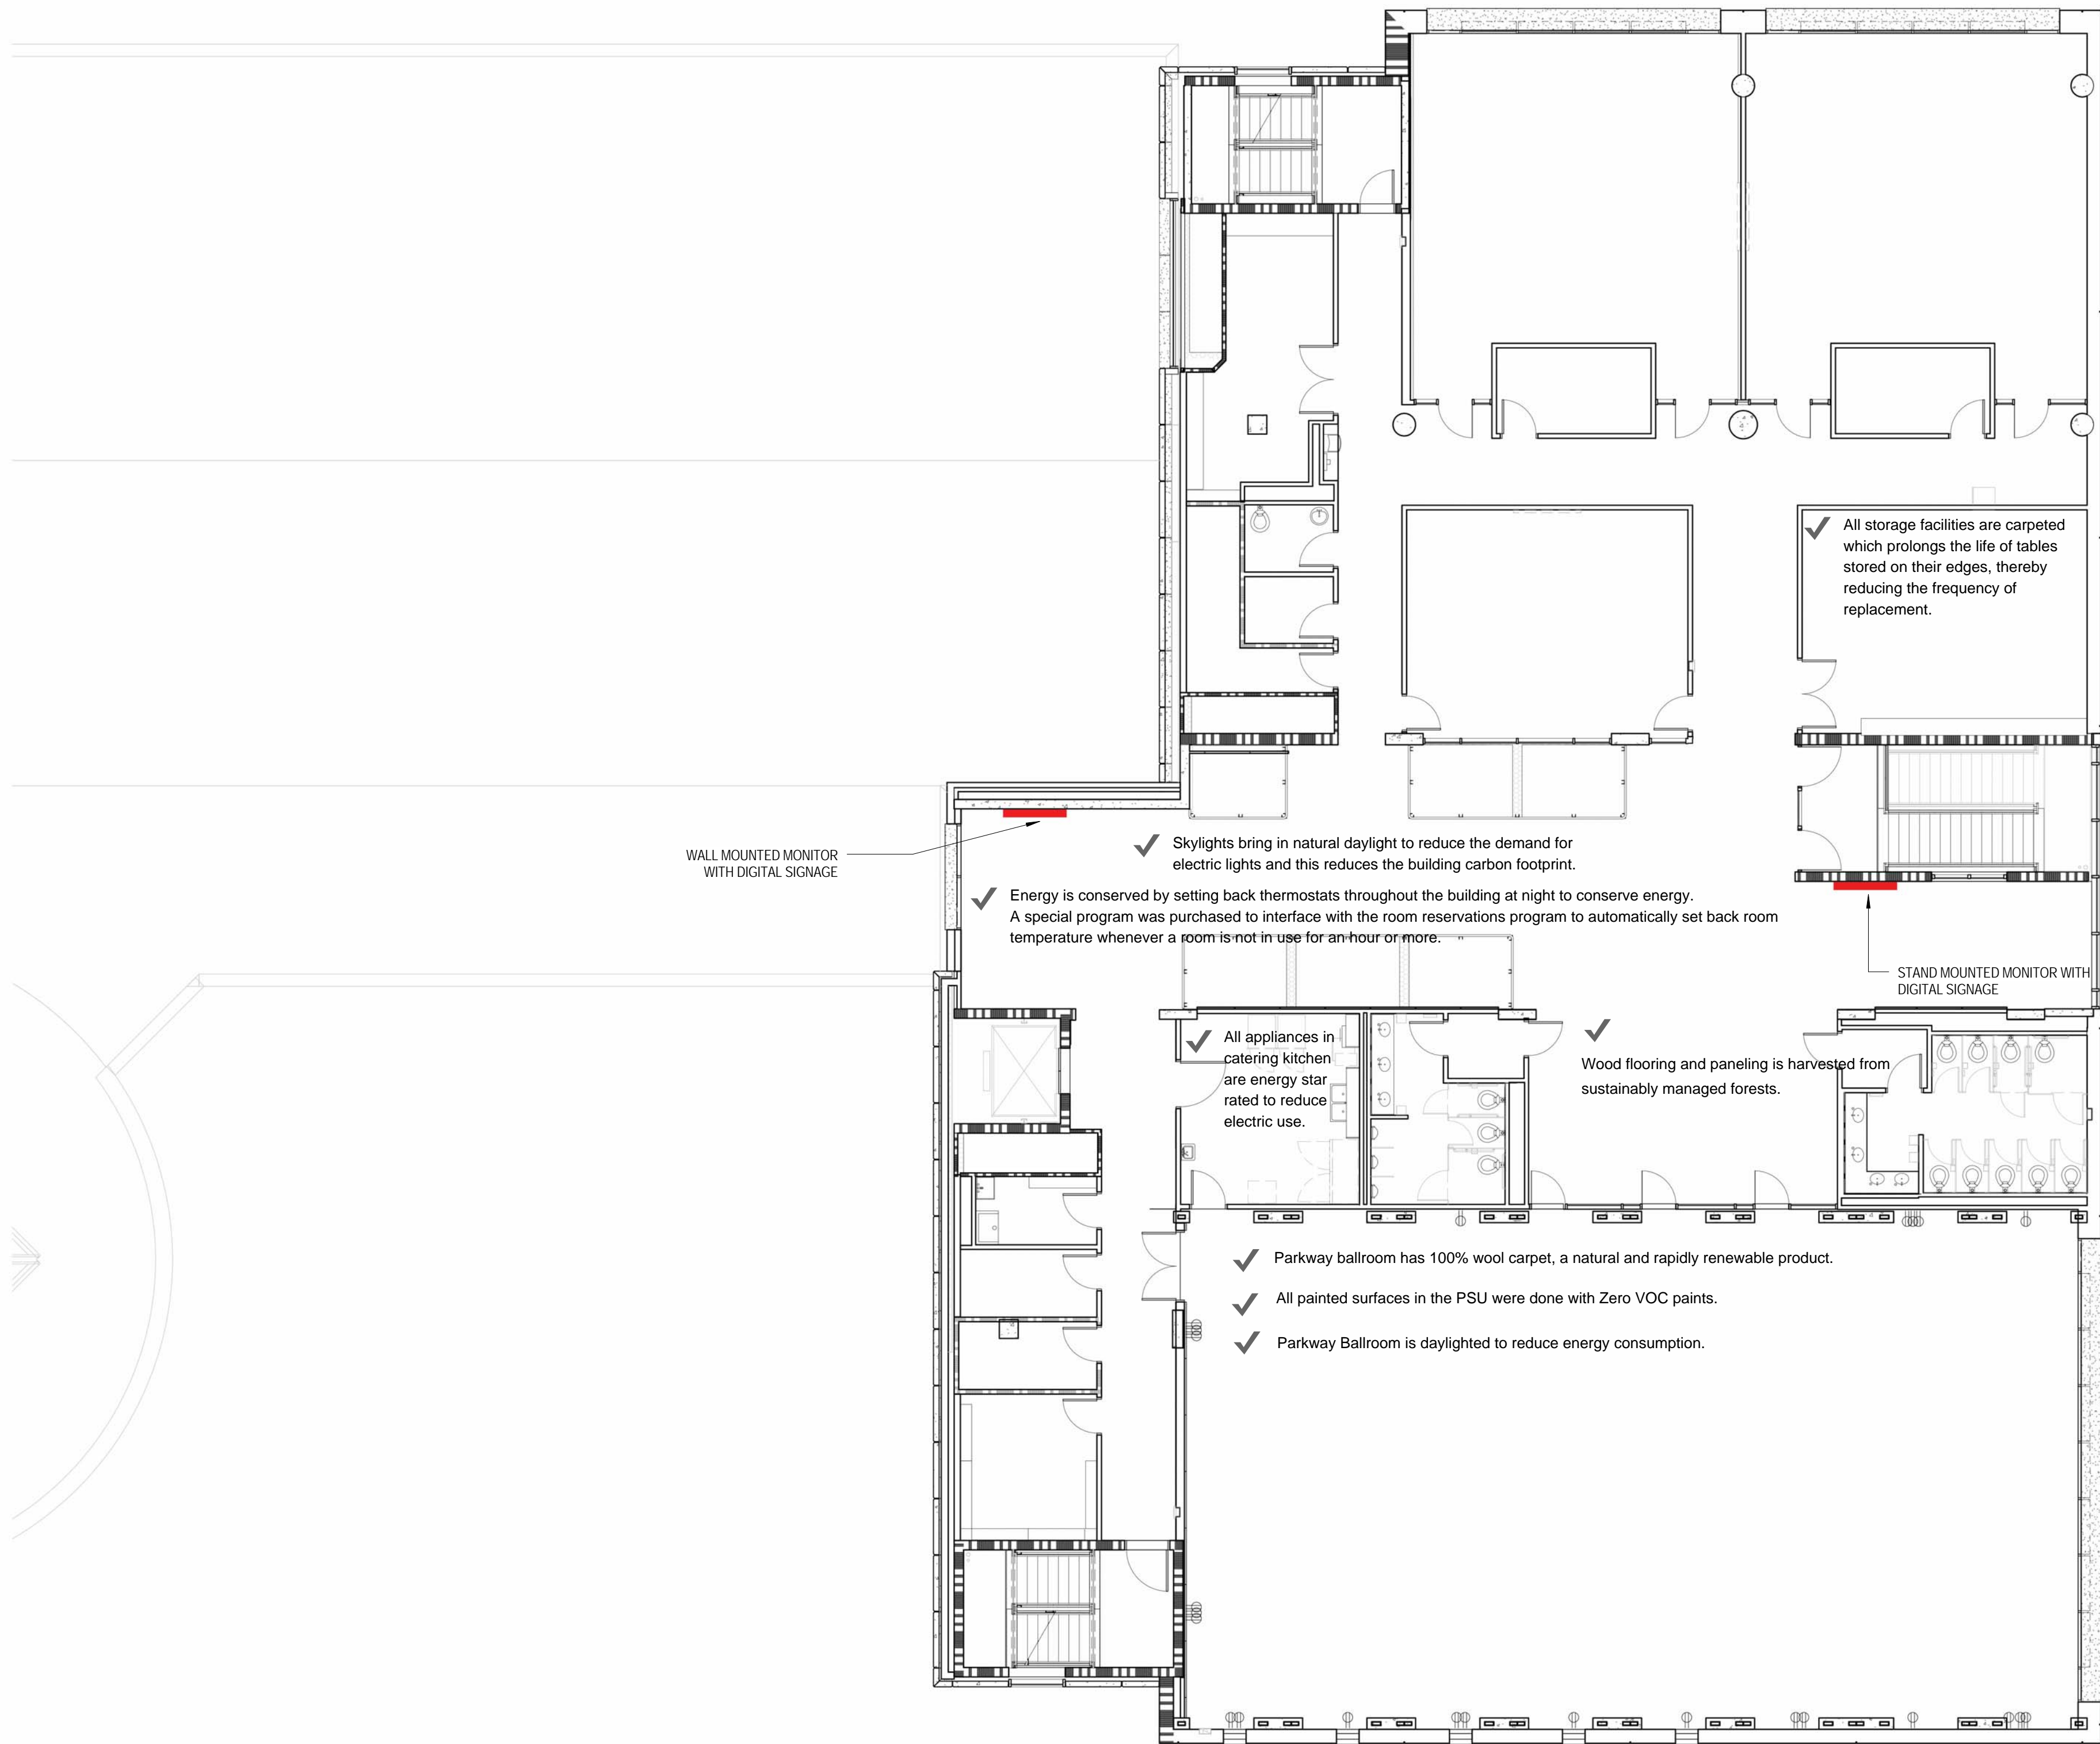 All storage facilities are carpeted
which prolongs the life of tables
stored on their edges, thereby
reducing the frequency of
replacement.
WALL MOUNTED MONITOR
WITH DIGITAL SIGNAGE
Skylights bring in natural daylight to reduce the demand for
electric lights and this reduces the building carbon footprint.
Energy is conserved by setting back thermostats throughout the building at night to conserve energy.
A special program was purchased to interface with the room reservations program to automatically set back room
temperature whenever a room is not in use for an hour or more.
STAND MOUNTED MONITOR WITH
DIGITAL SIGNAGE
All appliances in
catering kitchen
are energy star
rated to reduce
electric use.
Wood flooring and paneling is harvested from
sustainably managed forests.
Parkway ballroom has 100% wool carpet, a natural and rapidly renewable product.
All painted surfaces in the PSU were done with Zero VOC paints.
Parkway Ballroom is daylighted to reduce energy consumption.